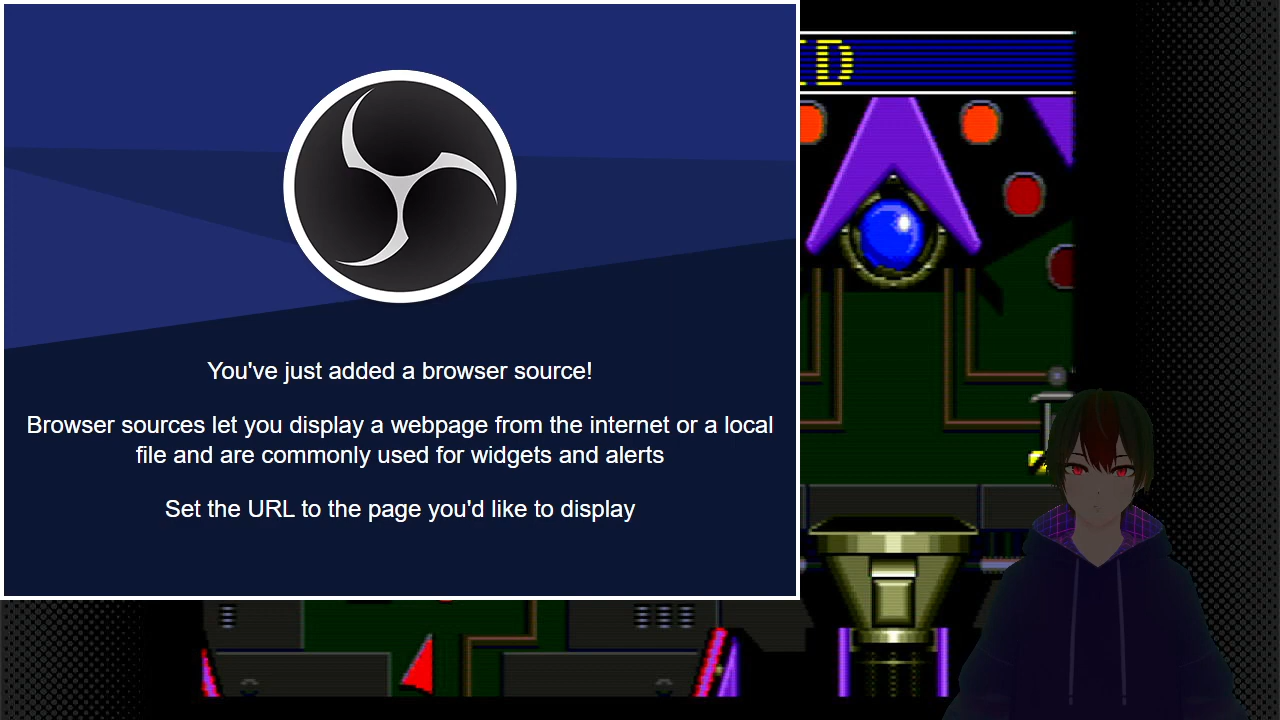 D
You've just added a browser source!
Browser sources let you display a webpage from the internet or a local
file and are commonly used for widgets and alerts
Set the URL to the page you'd like to display